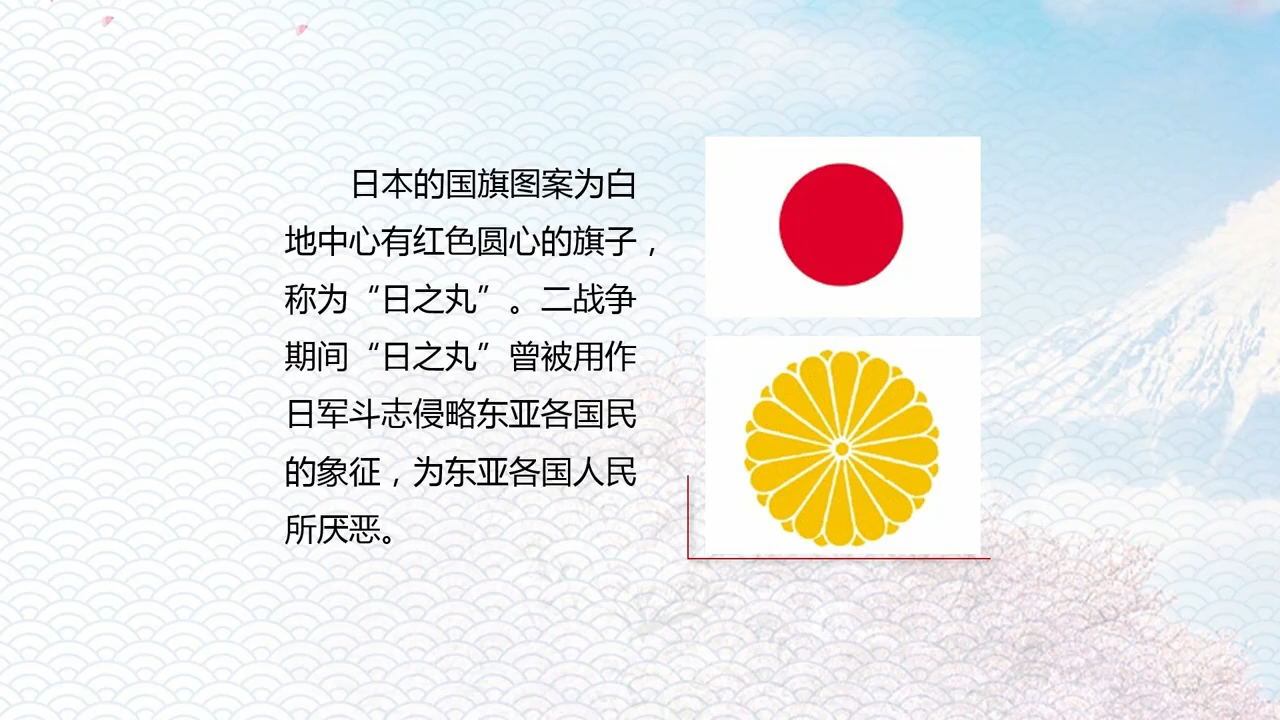 日本的国旗图案为白
地中心有红色圆心的旗子，
称为“日之丸”。二战争
期间“日之丸”曾被用作
日军斗志侵略东亚各国民
的象征，为东亚各国人民
所厌恶。